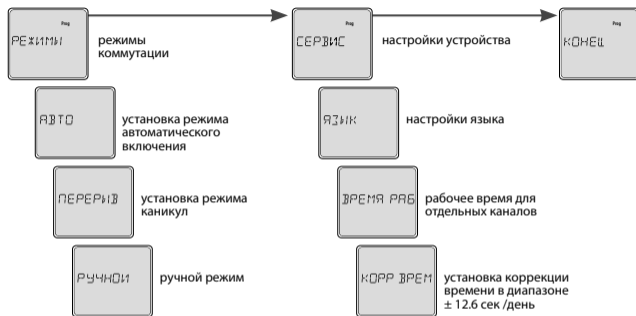 Prog
РЕЖИМЫ
режимы
коммутации
Prog
СЕРВИС
настройки устройства
Prog
КОНЕЦ
АВТО
установка режима
автоматического
включения
ЯЗЫК
настройки языка
ПЕРЕРЫВ
установка режима
каникул
ВРЕМЯ РАБ
рабочее время для
отдельных каналов
РУЧНОИ
ручной режим
КОРР ВРЕМ
установка коррекции
времени в диапазоне
± 12.6 сек /день